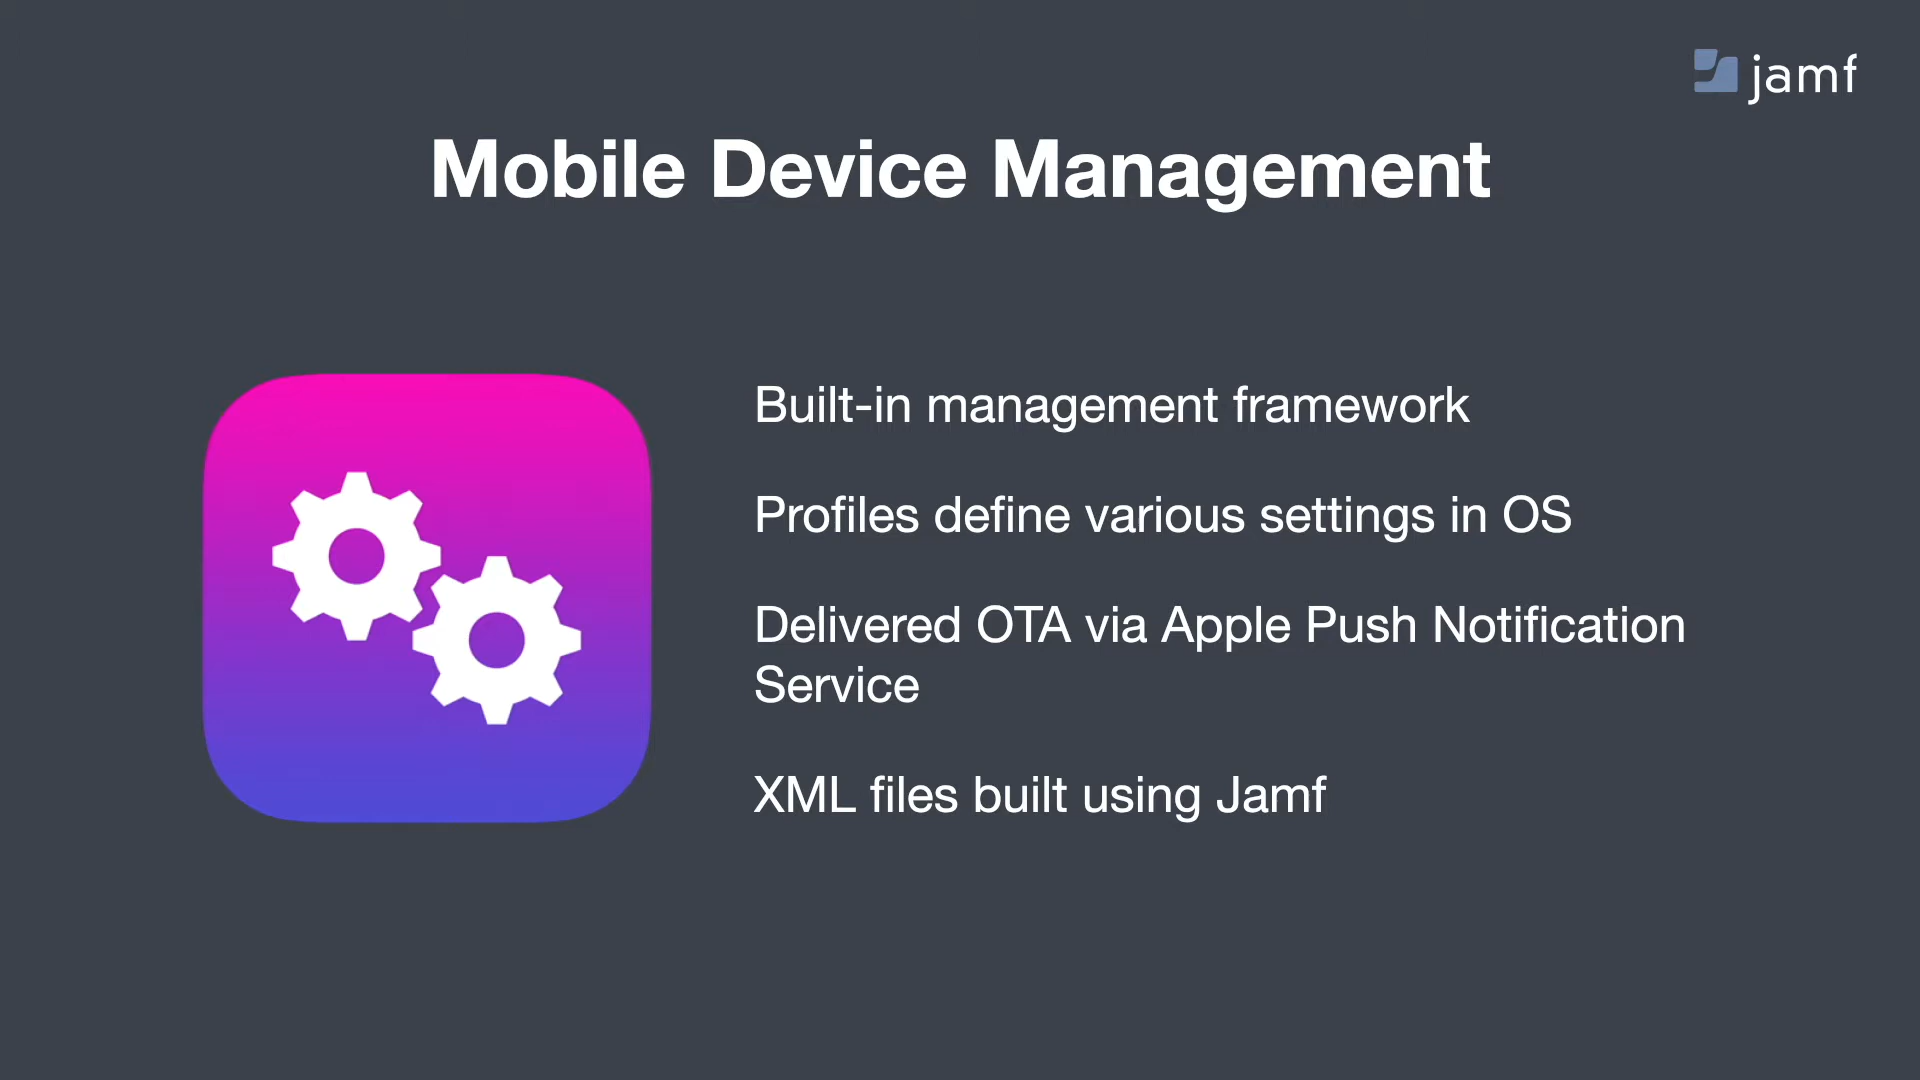 jamf
Mobile Device Management
Built-in management framework
Profiles define various settings in OS
Delivered OTA via Apple Push Notification
Service
XML files built using Jamf